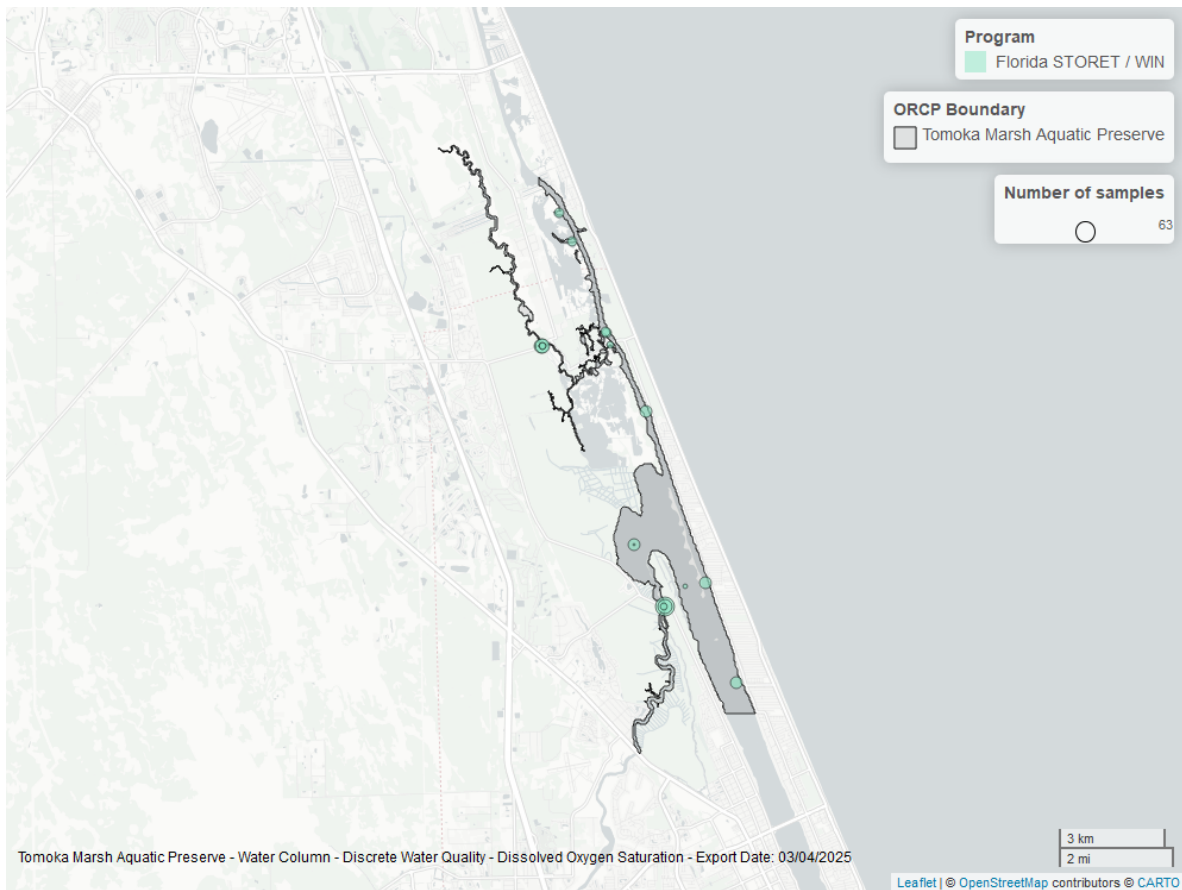 Program
Florida STORET / WIN
ORCP Boundary
Tomoka Marsh Aquatic Preserve
Number of samples
63
3 km
2 mi
Tomoka Marsh Aquatic Preserve - Water Column - Discrete Water Quality - Dissolved Oxygen Saturation - Export Date: 03/04/2025
Leaflet | © OpenStreetMap contributors © CARTO